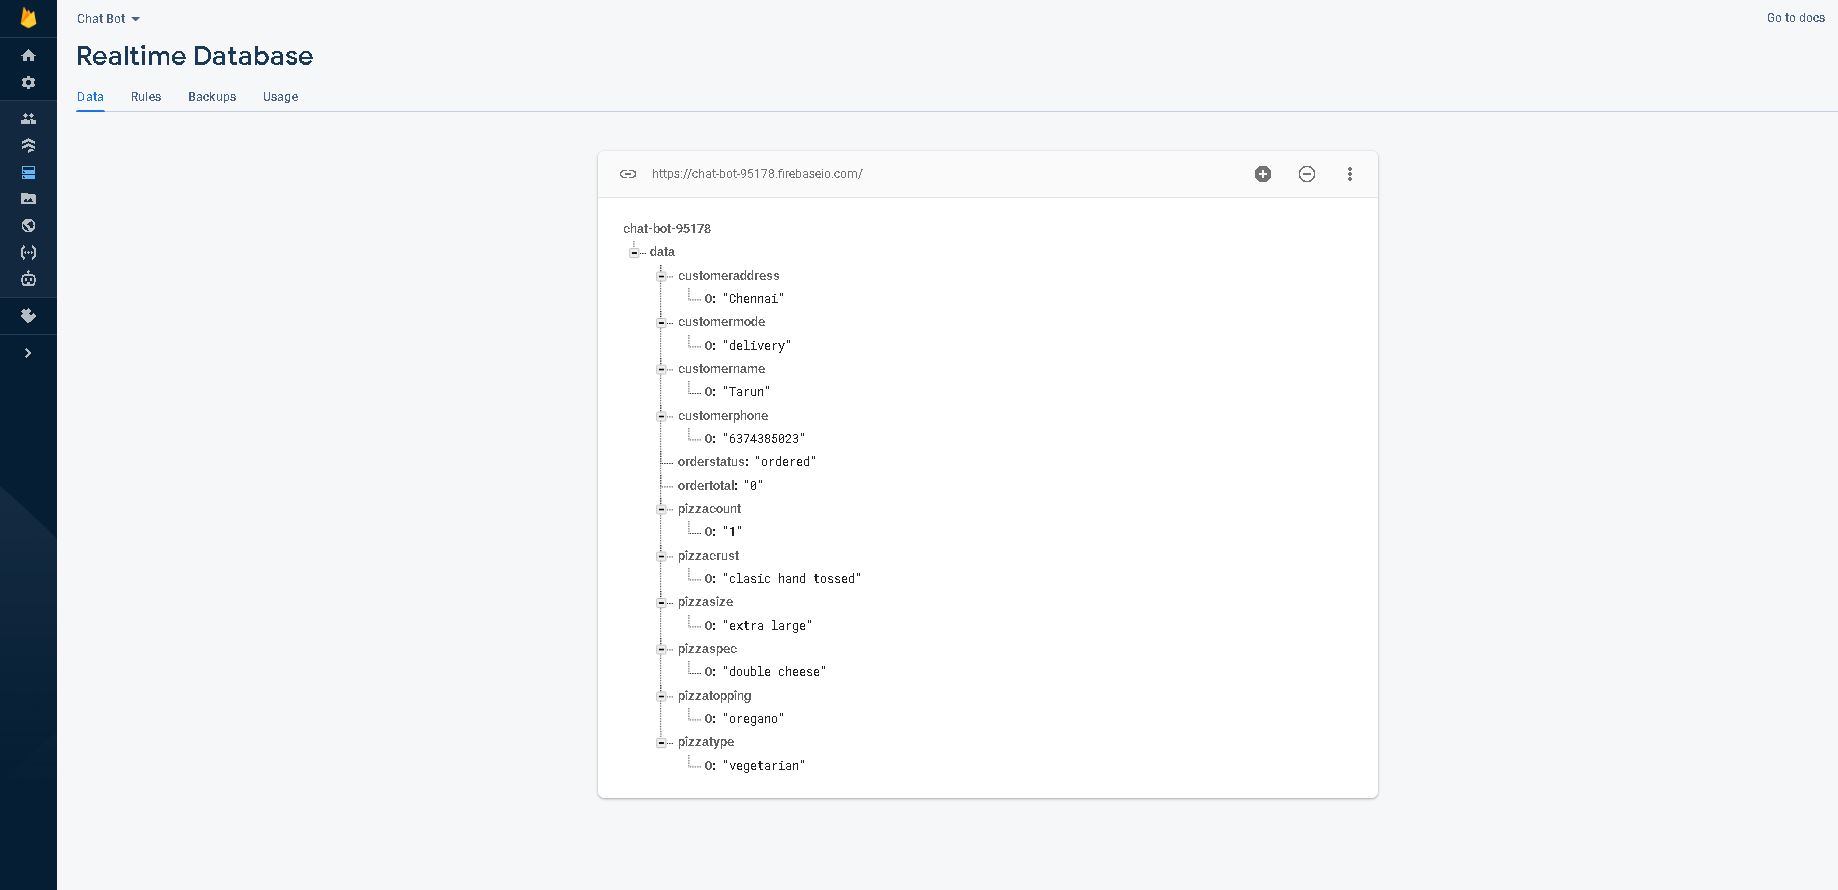 Chat Bot
Go to docs
Realtime Database
Data Rules Backups Usage
https://chat-bot-95178.firebaseio.com/
chat-bot-95178
data
customeraddress
0: "Chennai"
customermode
0: "delivery"
customername
0: "Tarun"
customerphone
0: "6374385023"
orderstatus: "ordered"
ordertotal: "0"
pizzacount
0: "1"
pizzacrust
0: "clasic hand tossed"
pizzasize
0: "extra large"
pizzaspec
0: "double cheese"
pizzatopping
0: "oregano"
pizzatype
0: "vegetarian"